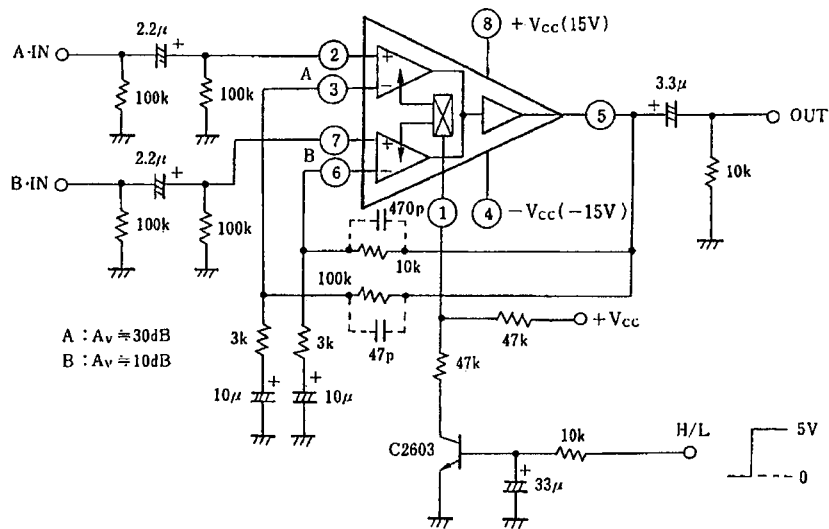 A·IN
2.2μ
+
100k
100k
B·IN
2.2μ
+
100k
100k
2
3
7
6
A
B
+
−
+
−
8
+Vcc(15V)
5
1
4
−Vcc(−15V)
3.3μ
+
OUT
10k
470p
10k
100k
47p
A : Av≒30dB
B : Av≒10dB
3k
3k
10μ
+
10μ
+
47k
+Vcc
47k
C2603
10k
H/L
+
33μ
5V
0